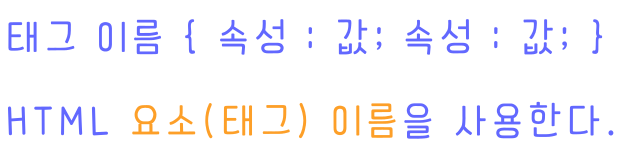 태그 이름 { 속성 : 값; 속성 : 값; }
HTML 요소(태그) 이름을 사용한다.